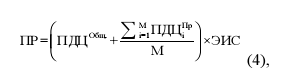 ПР=(ПДЦ^Общ. + (∑_{i=1}^{М} ПДЦ_i^{Пр})/М)×ЭИС (4),